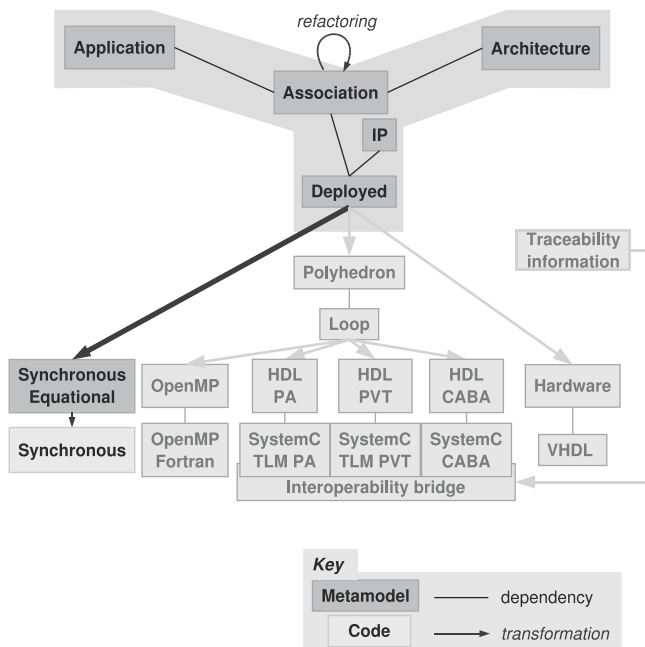 refactoring
Application
Architecture
Association
IP
Deployed
Traceability
information
Polyhedron
Loop
Synchronous
Equational
OpenMP
HDL
PA
HDL
PVT
HDL
CABA
Hardware
Synchronous
OpenMP
Fortran
SystemC
TLM PA
SystemC
TLM PVT
SystemC
CABA
VHDL
Interoperability bridge
Key
Metamodel
dependency
Code
transformation